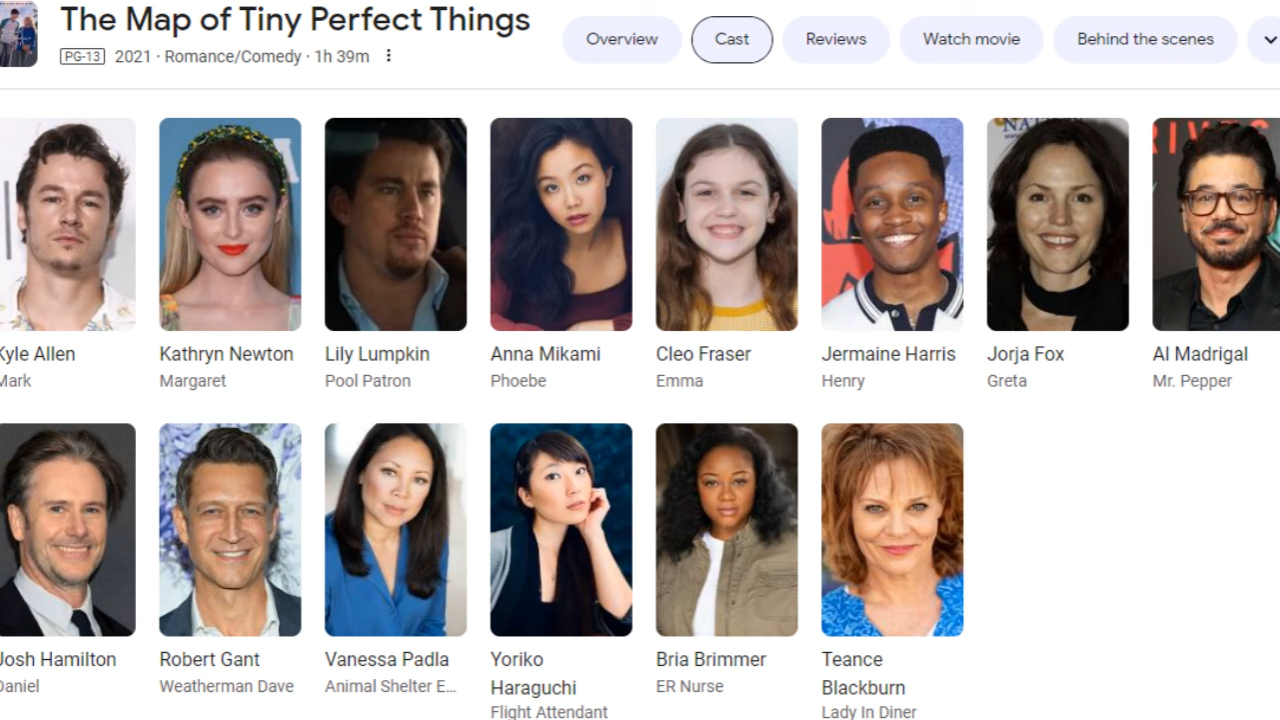 The Map of Tiny Perfect Things
PG-13 2021 · Romance/Comedy · 1h 39m
Overview Cast Reviews Watch movie Behind the scenes
Kyle Allen Kathryn Newton Lily Lumpkin Anna Mikami Cleo Fraser Jermaine Harris Jorja Fox Al Madrigal
Mark Margaret Pool Patron Phoebe Emma Henry Greta Mr. Pepper
Josh Hamilton Robert Gant Vanessa Padla Yoriko Bria Brimmer Teance
Daniel Weatherman Dave Animal Shelter E... Haraguchi ER Nurse Blackburn
Flight Attendant Lady In Diner